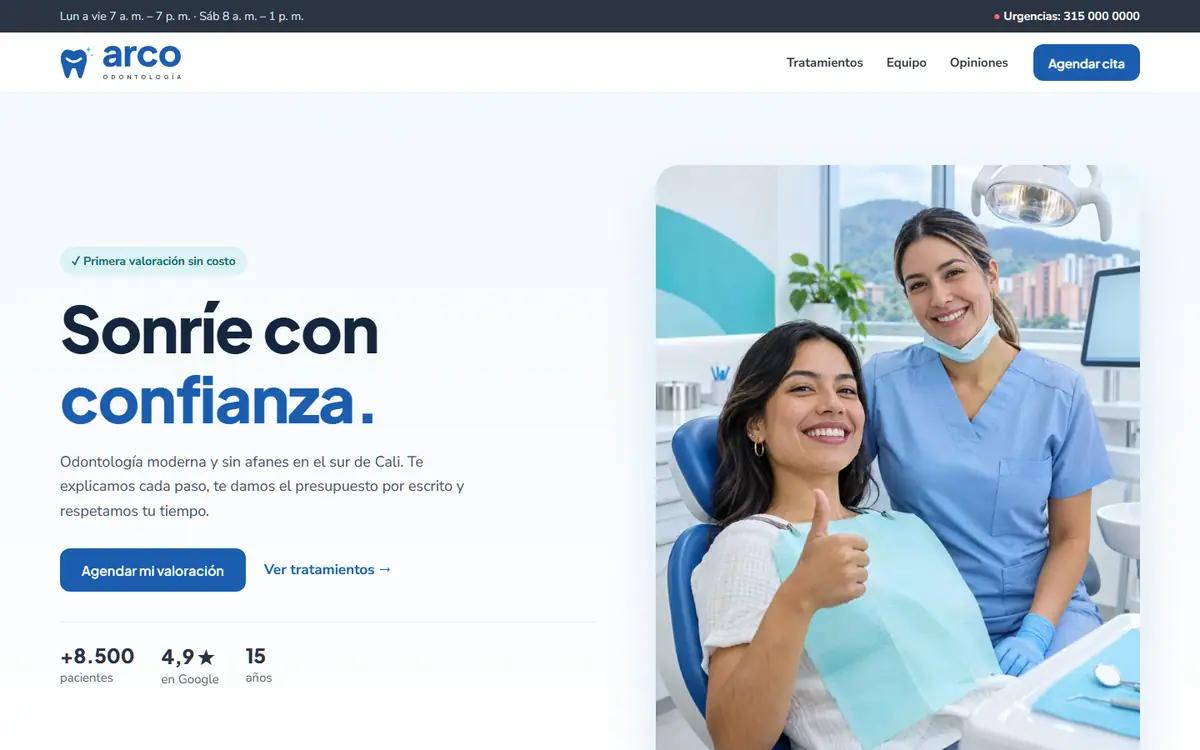 Lun a vie 7 a. m. – 7 p. m. · Sáb 8 a. m. – 1 p. m.
Urgencias: 315 000 0000
arco
ODONTOLOGÍA
Tratamientos
Equipo
Opiniones
Agendar cita
✓ Primera valoración sin costo
Sonríe con
confianza.
Odontología moderna y sin afanes en el sur de Cali. Te
explicamos cada paso, te damos el presupuesto por escrito y
respetamos tu tiempo.
Agendar mi valoración
Ver tratamientos →
+8.500
pacientes
4,9 ★
en Google
15
años